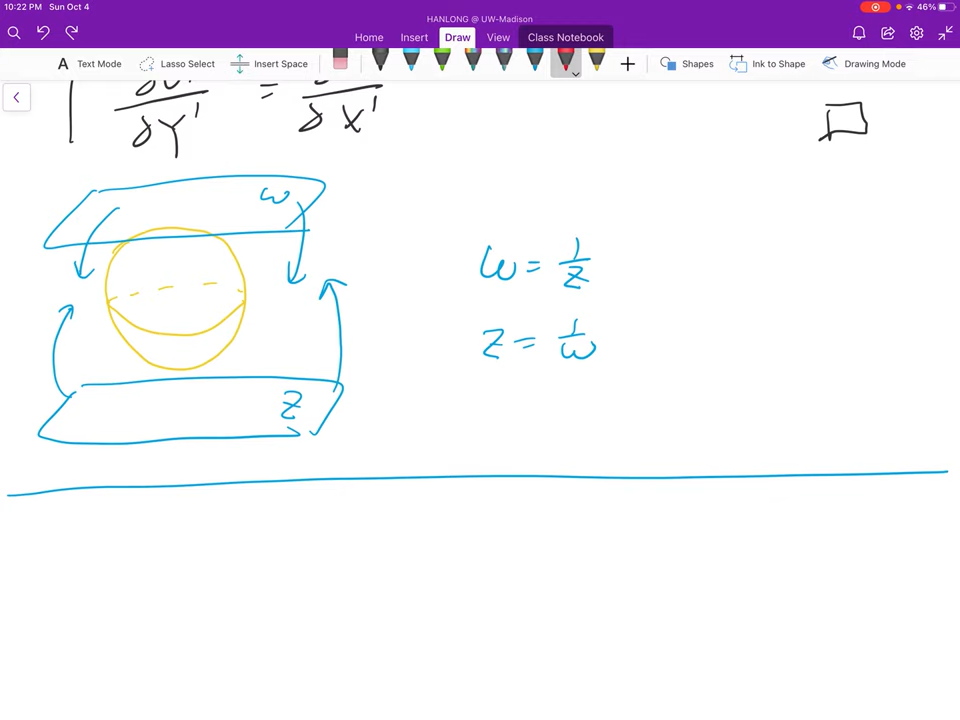 10:22 PM Sun Oct 4
46%
HANLONG @ UW-Madison
Home Insert Draw View Class Notebook
A Text Mode Lasso Select Insert Space Shapes Ink to Shape Drawing Mode
∂Y' = ∂X'
ω
ω = 1/z
z = 1/ω
z